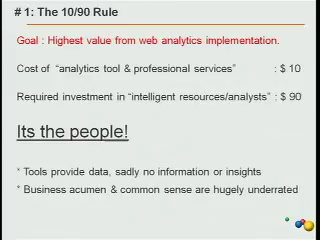 # 1: The 10/90 Rule
Goal : Highest value from web analytics implementation.
Cost of “analytics tool & professional services” : $ 10
Required investment in “intelligent resources/analysts” : $ 90
Its the people!
* Tools provide data, sadly no information or insights
* Business acumen & common sense are hugely underrated